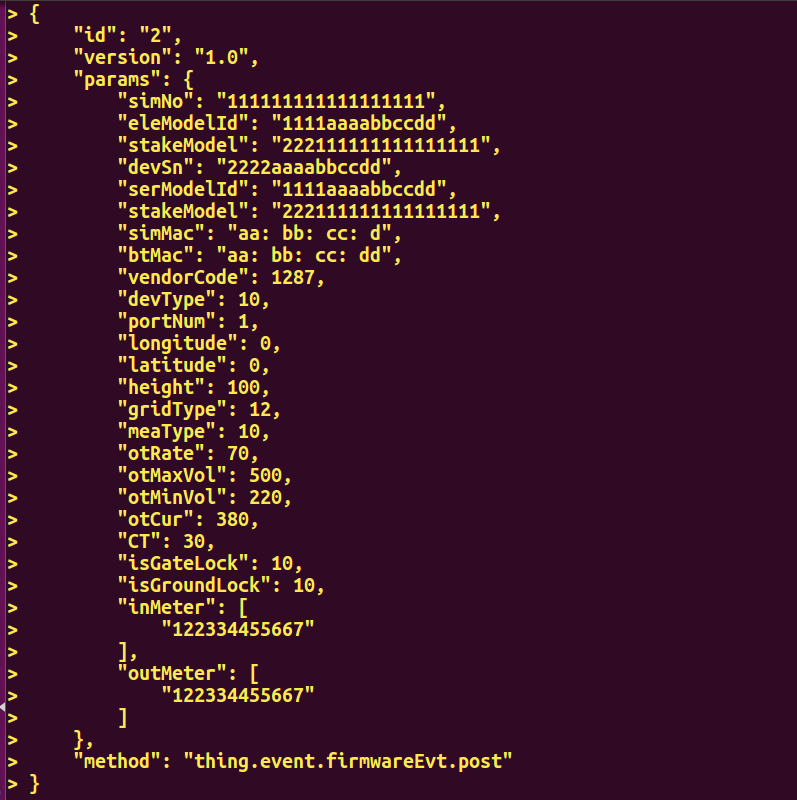 > {
>     "id": "2",
>     "version": "1.0",
>     "params": {
>         "simNo": "111111111111111111",
>         "eleModelId": "1111aaaabbccdd",
>         "stakeModel": "222111111111111111",
>         "devSn": "2222aaaabbccdd",
>         "serModelId": "1111aaaabbccdd",
>         "stakeModel": "222111111111111111",
>         "simMac": "aa: bb: cc: d",
>         "btMac": "aa: bb: cc: dd",
>         "vendorCode": 1287,
>         "devType": 10,
>         "portNum": 1,
>         "longitude": 0,
>         "latitude": 0,
>         "height": 100,
>         "gridType": 12,
>         "meaType": 10,
>         "otRate": 70,
>         "otMaxVol": 500,
>         "otMinVol": 220,
>         "otCur": 380,
>         "CT": 30,
>         "isGateLock": 10,
>         "isGroundLock": 10,
>         "inMeter": [
>             "122334455667"
>         ],
>         "outMeter": [
>             "122334455667"
>         ]
>     },
>     "method": "thing.event.firmwareEvt.post"
> }